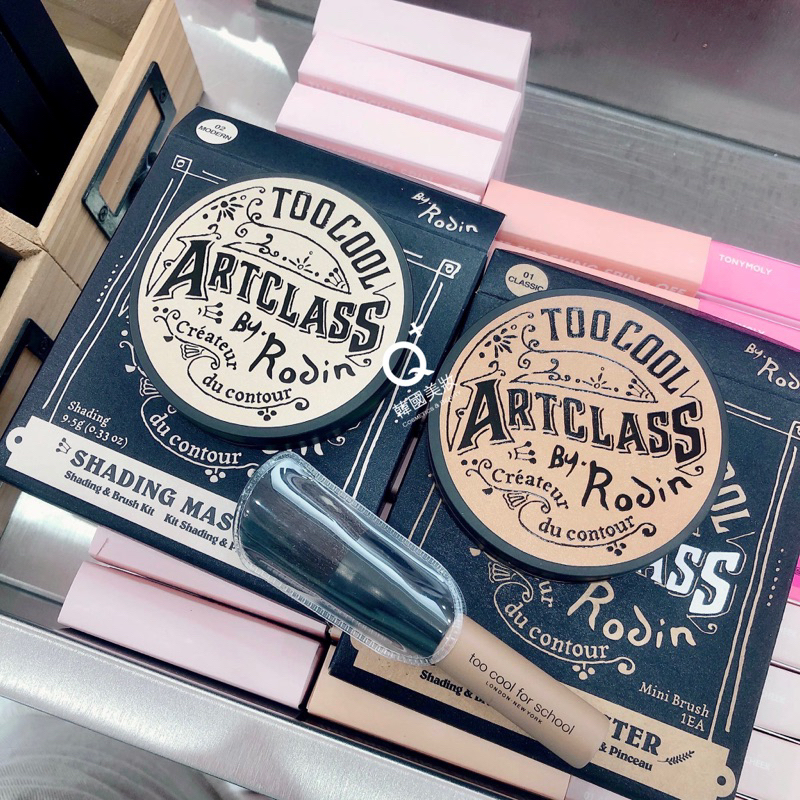 02
MODERN
By. Rodin
TOO COOL
ARTCLASS
By. Rodin
Créateur
du contour
du contour
Shading
9.5g (0.33 oz)
SHADING MAS
Shading & Brush Kit Kit Shading &
韓國美妝
01
CLASSIC
By. Ro
TOO COOL
ARTCLASS
By. Rodin
Créateur
du contour
OOL
ASS
Rodin
du contour
Mini Brush
1EA
TER
Shading &
& Pinceau
too cool for school
LONDON NEW YORK
TONYMOLY